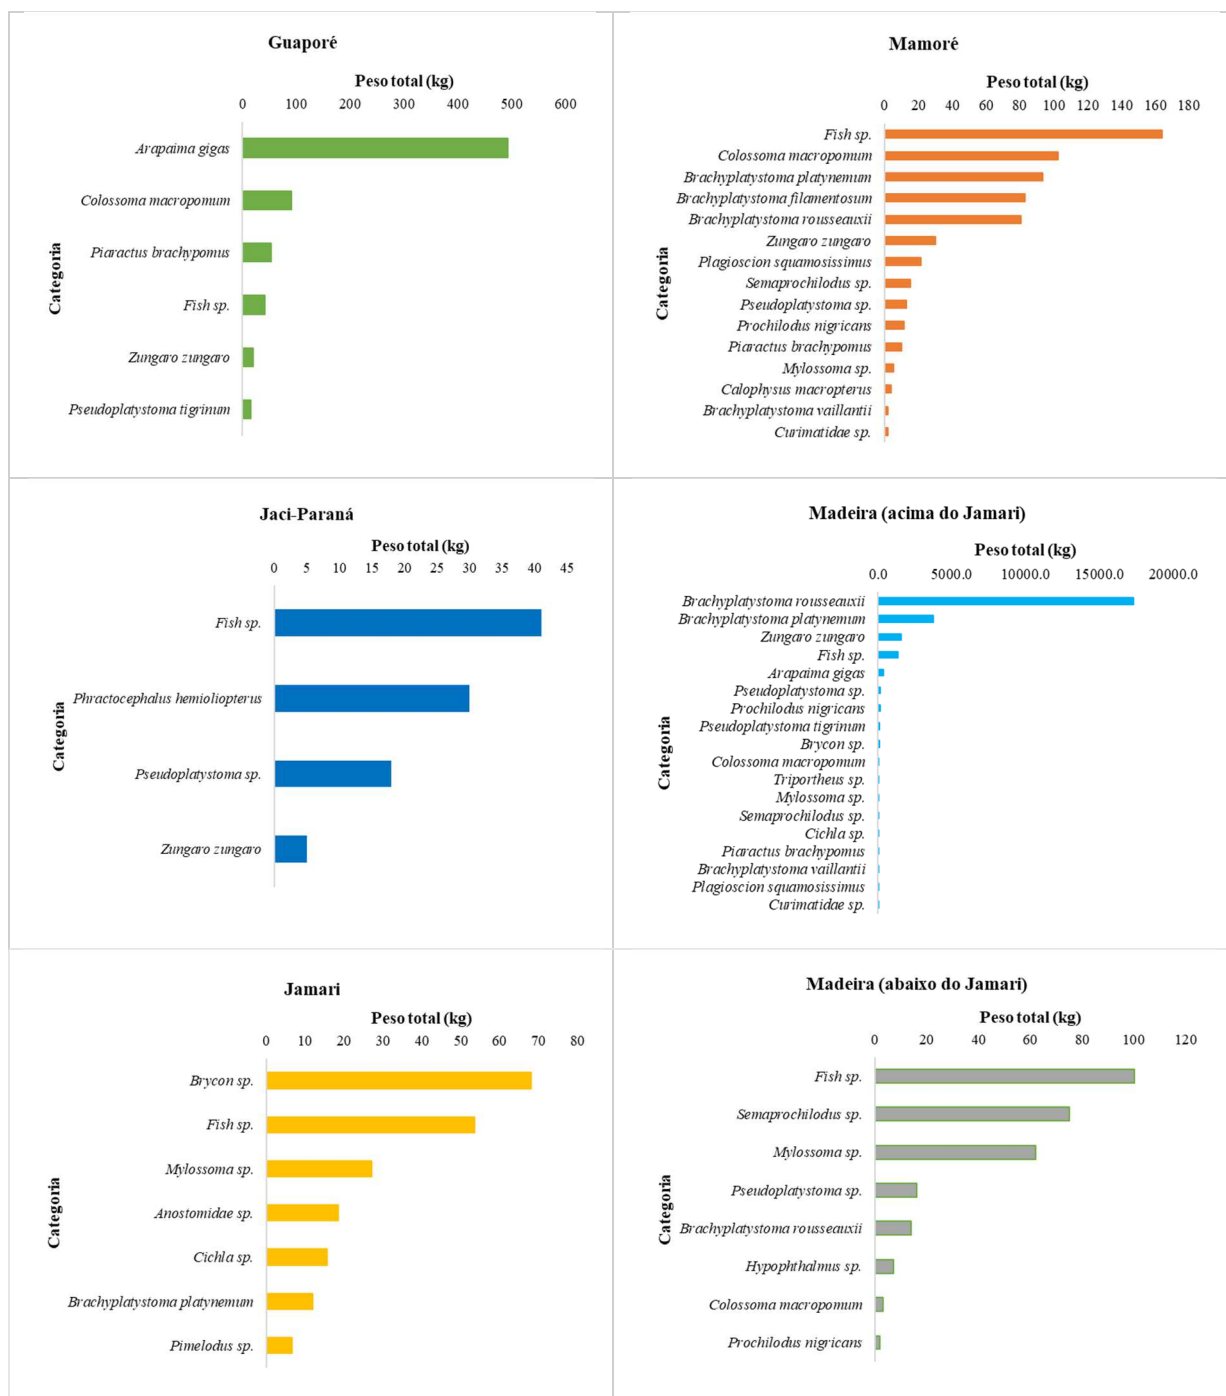 Guaporé
Peso total (kg)
0 100 200 300 400 500 600
Categoria
Arapaima gigas
Colossoma macropomum
Piaractus brachypomus
Fish sp.
Zungaro zungaro
Pseudoplatystoma tigrinum
Mamoré
Peso total (kg)
0 20 40 60 80 100 120 140 160 180
Categoria
Fish sp.
Colossoma macropomum
Brachyplatystoma platynemum
Brachyplatystoma filamentosum
Brachyplatystoma rousseauxii
Zungaro zungaro
Plagioscion squamosissimus
Semaprochilodus sp.
Pseudoplatystoma sp.
Prochilodus nigricans
Piaractus brachypomus
Mylossoma sp.
Calophysus macropterus
Brachyplatystoma vaillantii
Curimatidae sp.
Jaci-Paraná
Peso total (kg)
0 5 10 15 20 25 30 35 40 45
Categoria
Fish sp.
Phractocephalus hemioliopterus
Pseudoplatystoma sp.
Zungaro zungaro
Madeira (acima do Jamari)
Peso total (kg)
0.0 5000.0 10000.0 15000.0 20000.0
Categoria
Brachyplatystoma rousseauxii
Brachyplatystoma platynemum
Zungaro zungaro
Fish sp.
Arapaima gigas
Pseudoplatystoma sp.
Prochilodus nigricans
Pseudoplatystoma tigrinum
Brycon sp.
Colossoma macropomum
Triportheus sp.
Mylossoma sp.
Semaprochilodus sp.
Cichla sp.
Piaractus brachypomus
Brachyplatystoma vaillantii
Plagioscion squamosissimus
Curimatidae sp.
Jamari
Peso total (kg)
0 10 20 30 40 50 60 70 80
Categoria
Brycon sp.
Fish sp.
Mylossoma sp.
Anostomidae sp.
Cichla sp.
Brachyplatystoma platynemum
Pimelodus sp.
Madeira (abaixo do Jamari)
Peso total (kg)
0 20 40 60 80 100 120
Categoria
Fish sp.
Semaprochilodus sp.
Mylossoma sp.
Pseudoplatystoma sp.
Brachyplatystoma rousseauxii
Hypophthalmus sp.
Colossoma macropomum
Prochilodus nigricans